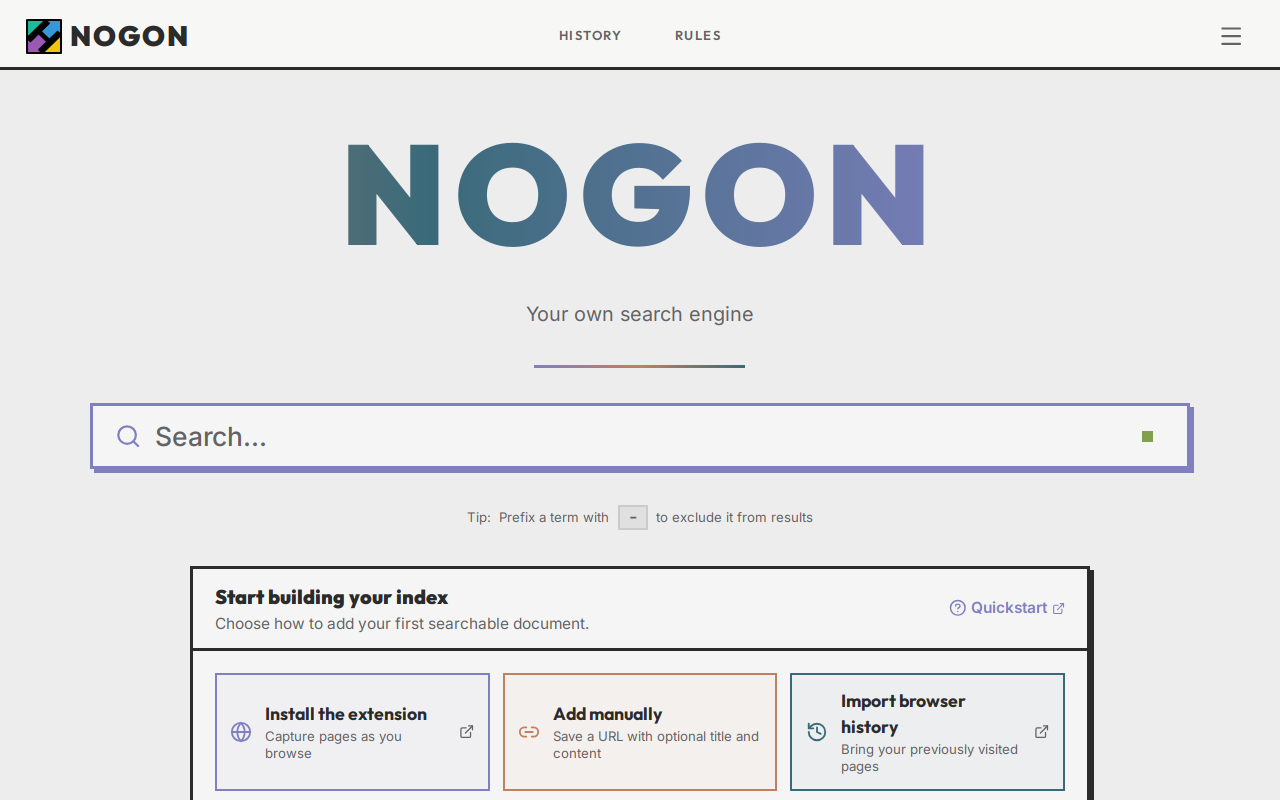 NOGON
HISTORY
RULES
NOGON
Your own search engine
Search...
Tip: Prefix a term with - to exclude it from results
Start building your index
Choose how to add your first searchable document.
Quickstart
Install the extension
Capture pages as you
browse
Add manually
Save a URL with optional title and
content
Import browser
history
Bring your previously visited
pages